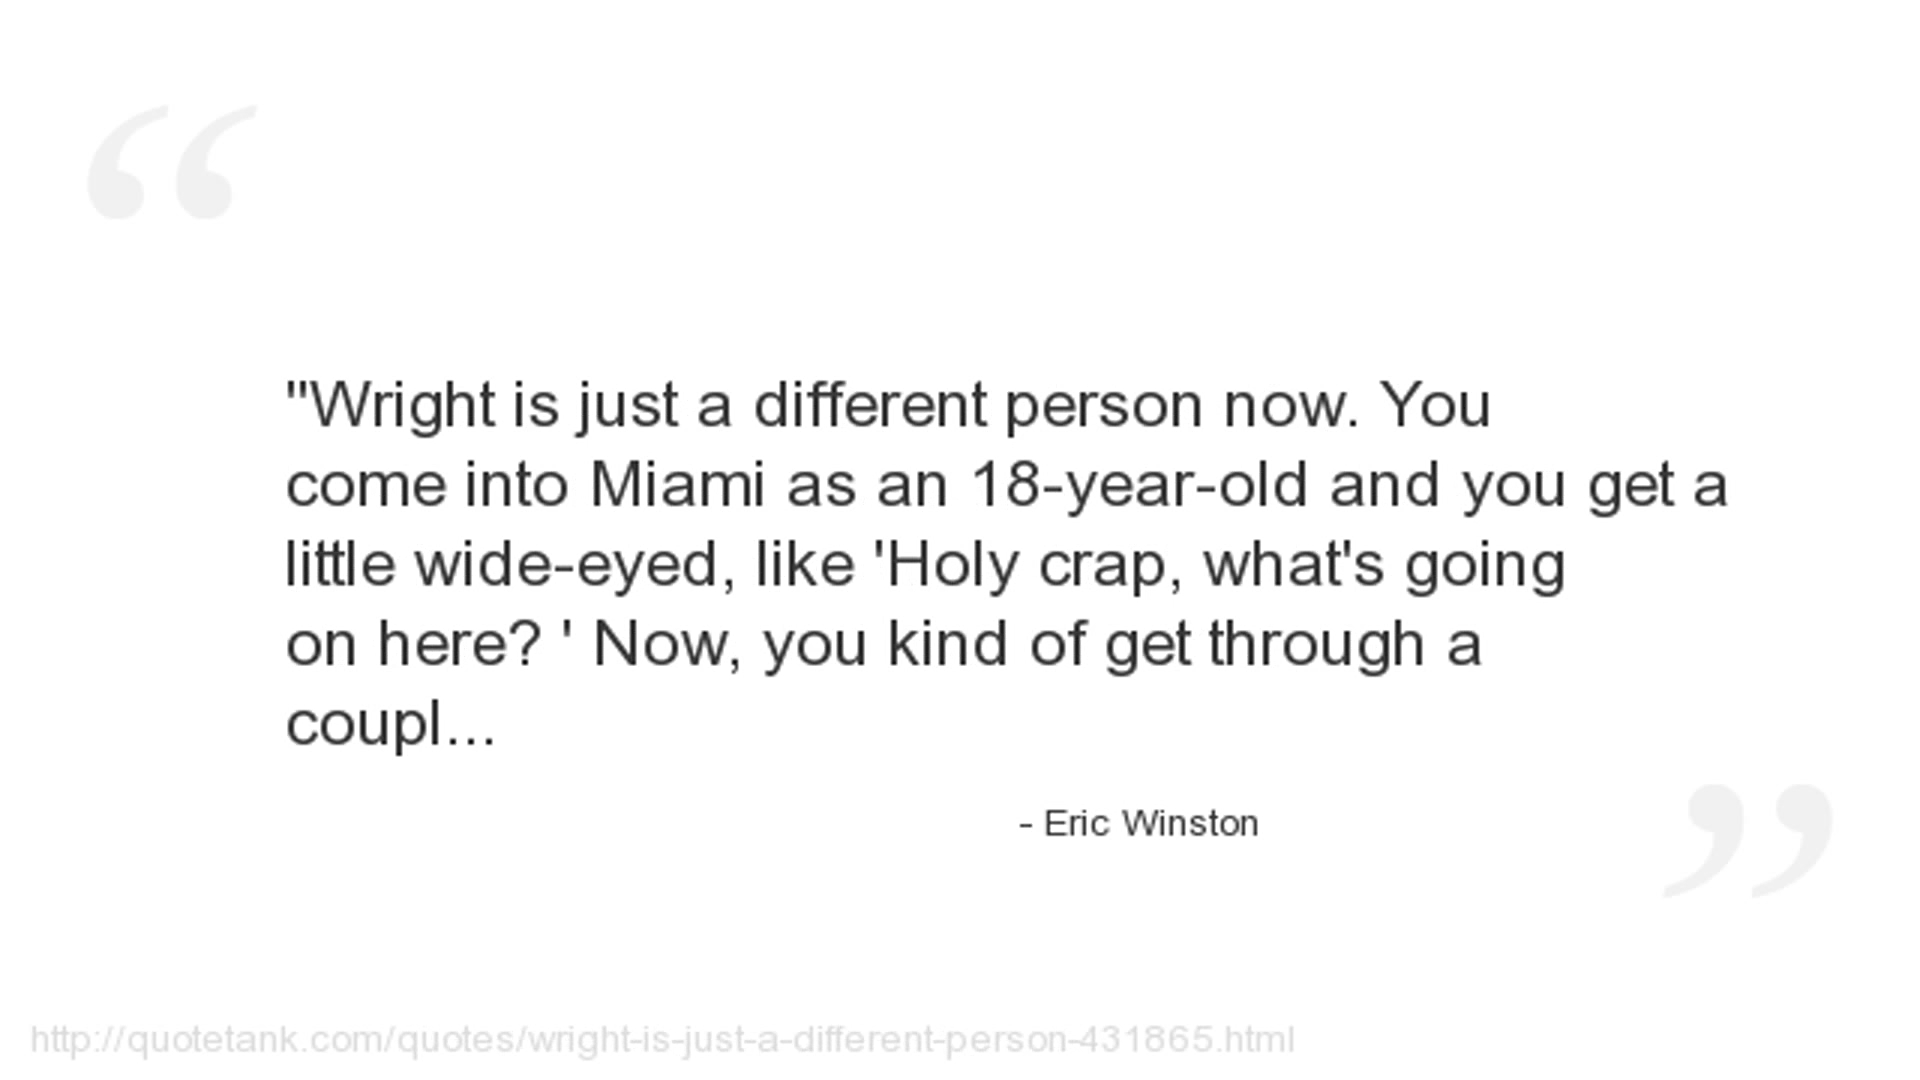 "Wright is just a different person now. You
come into Miami as an 18-year-old and you get a
little wide-eyed, like 'Holy crap, what's going
on here? ' Now, you kind of get through a
coupl...
- Eric Winston
http://quotetank.com/quotes/wright-is-just-a-different-person-431865.html